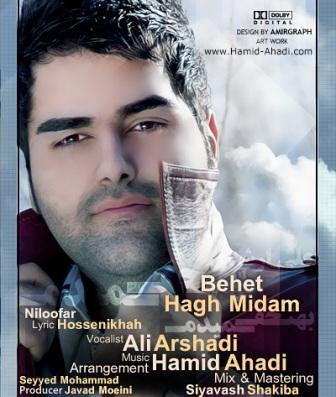 DOLBY
DIGITAL
DESIGN BY AMIRGRAPH
ART WORK
www.Hamid-Ahadi.com
Behet
Hagh Midam
Niloofar
Lyric Hossenikhah
Vocalist Ali Arshadi
Music
Arrangement Hamid Ahadi
Mix & Mastering
Seyyed Mohammad
Producer Javad Moeini
Siyavash Shakiba